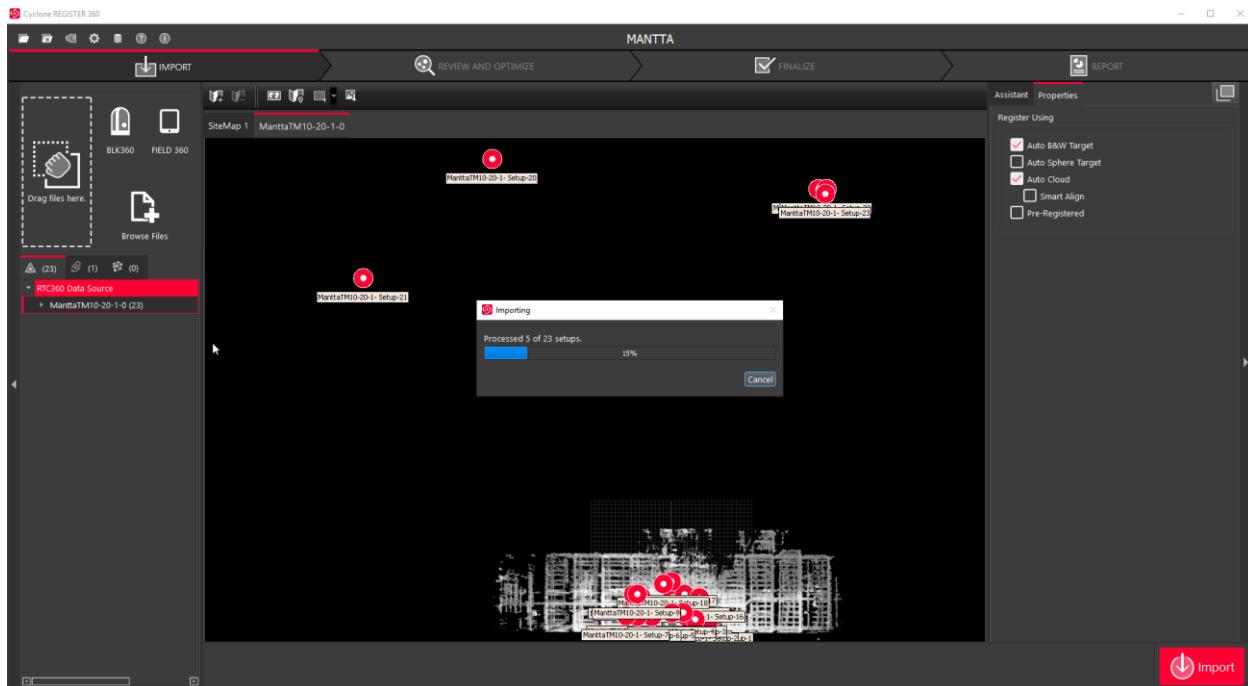 Cyclone REGISTER 360
MANTTA
IMPORT
REVIEW AND OPTIMIZE
FINALIZE
REPORT
Drag files here.
BLK360
FIELD 360
Browse Files
(23)
(1)
(0)
RTC360 Data Source
ManttaTM10-20-1-0 (23)
SiteMap 1
ManttaTM10-20-1-0
ManttaTM10-20-1- Setup-20
ManttaTM10-20-1- Setup-23
ManttaTM10-20-1- Setup-21
Importing
Processed 5 of 23 setups.
15%
Cancel
ManttaTM10-20-1- Setup-9
-1- Setup-16
ManttaTM10-20-1- Setup-7
Assistant
Properties
Register Using
Auto B&W Target
Auto Sphere Target
Auto Cloud
Smart Align
Pre-Registered
Import